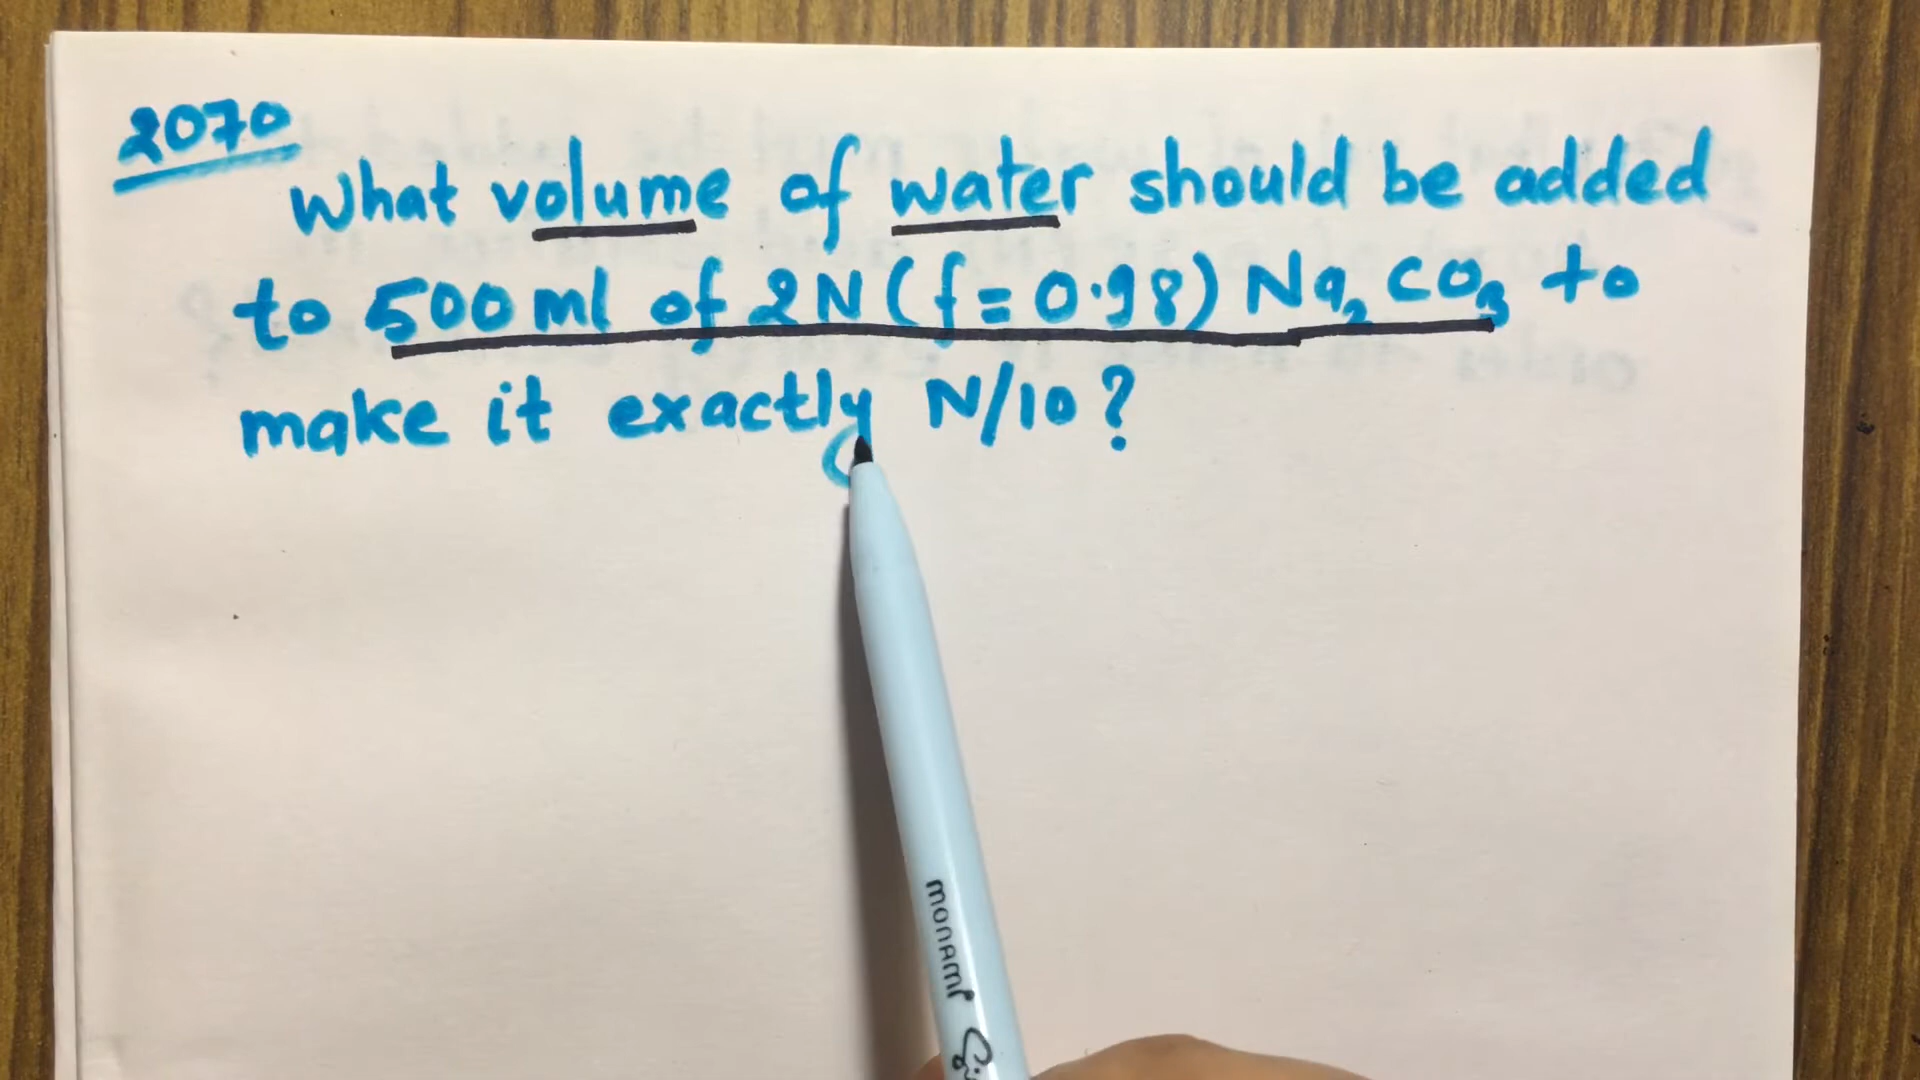 2070
What volume of water should be added
to 500 ml of 2N (f = 0.98) Na₂CO₃ to
make it exactly N/10?
monami